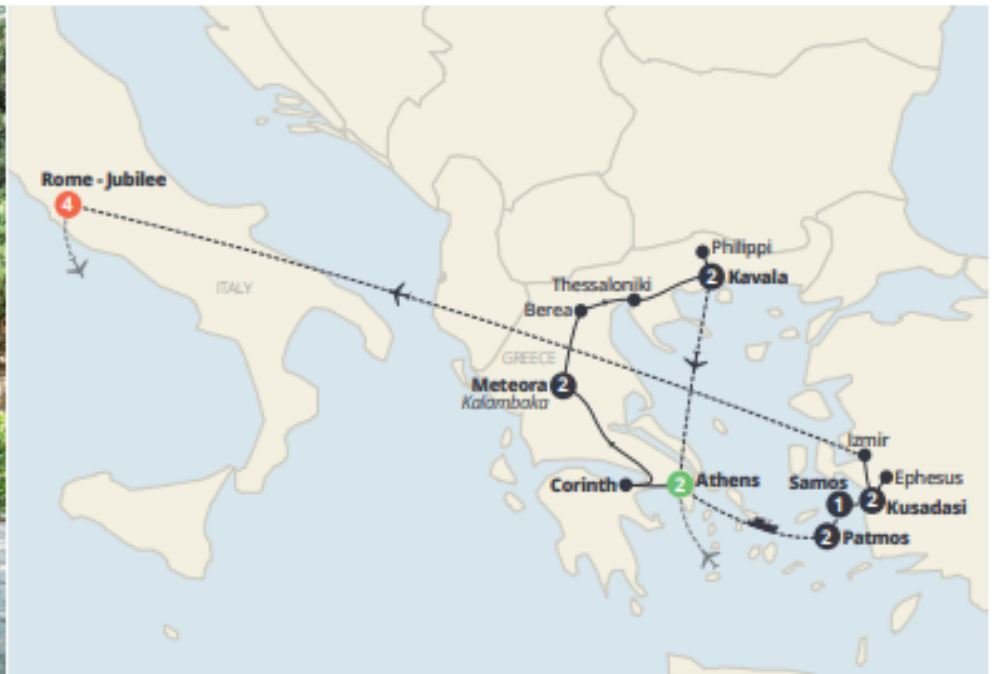 Rome - Jubilee
4
ITALY
Philippi
2 Kavala
Thessaloniki
Berea
GREECE
Meteora 2
Kalambaka
Izmir
Corinth
2 Athens
Samos
Ephesus
1
2 Kusadasi
2 Patmos